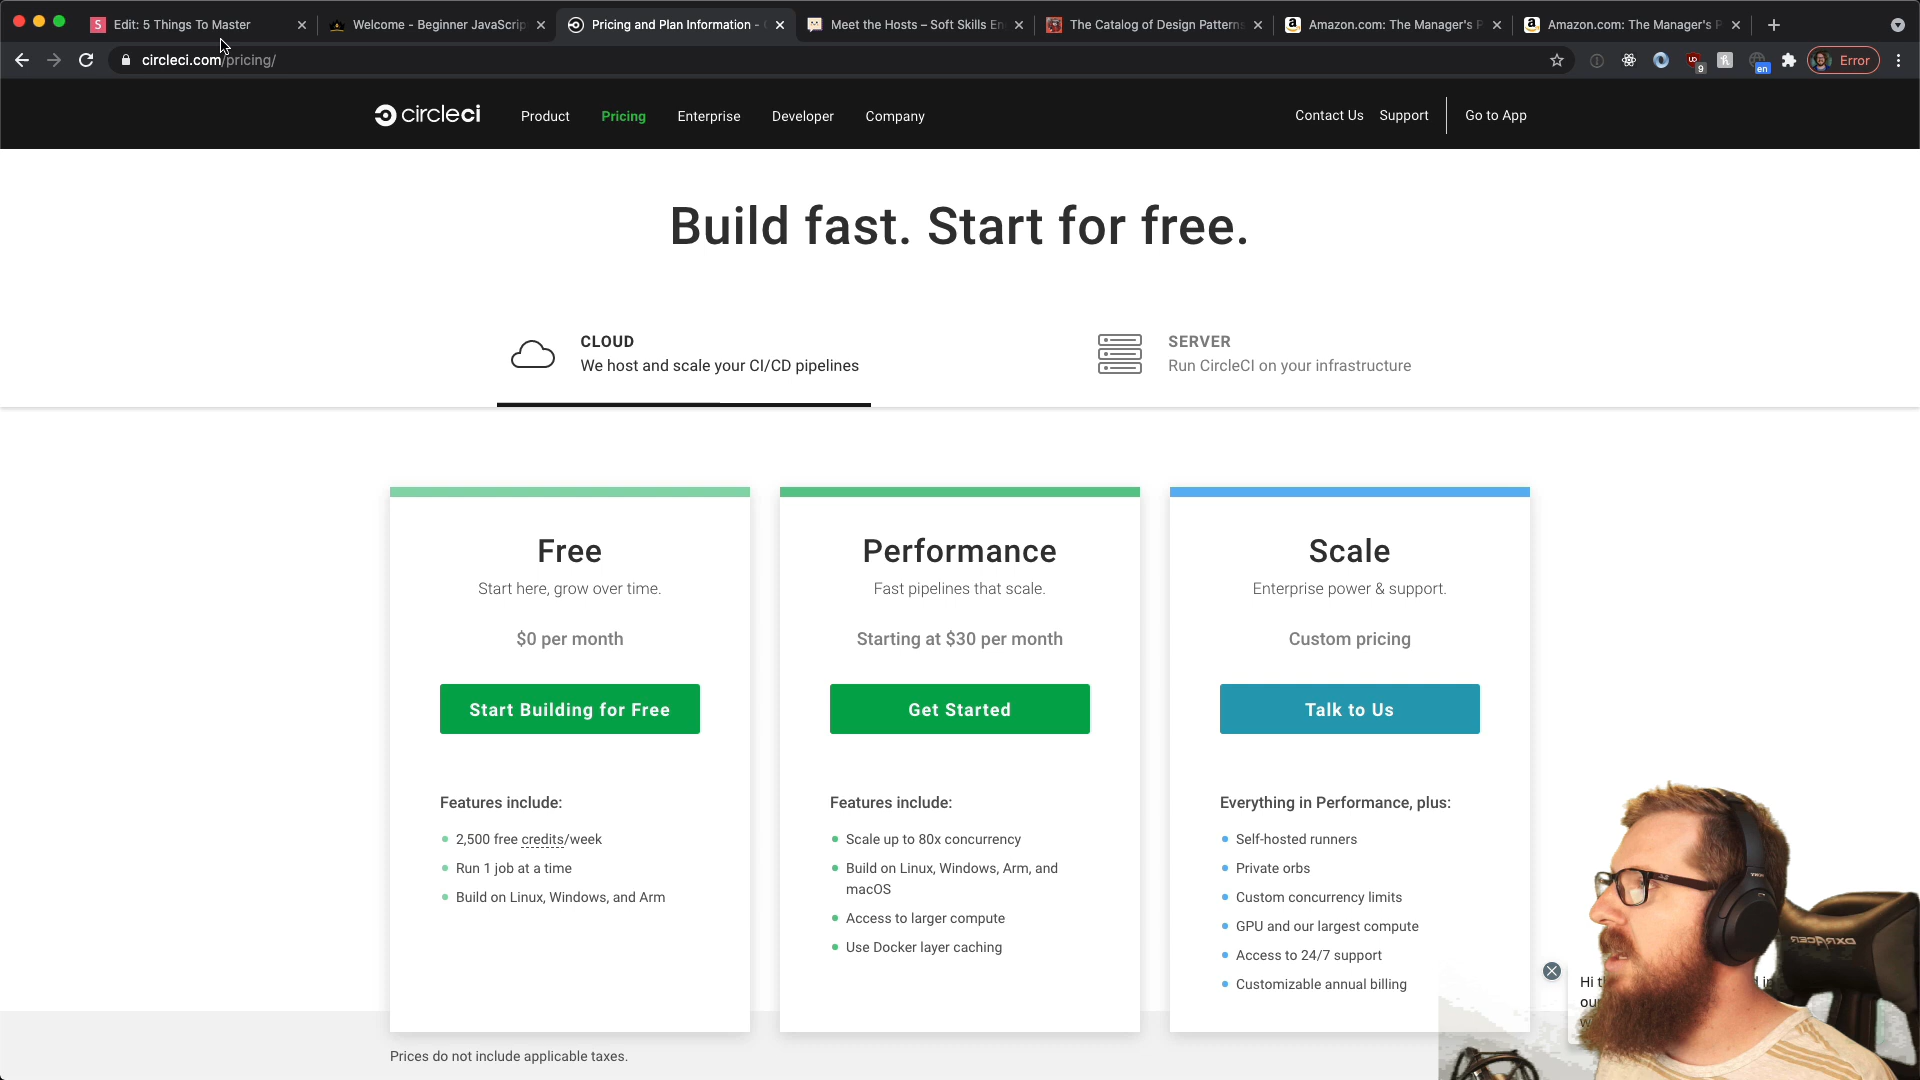 Edit: 5 Things To Master
Welcome - Beginner JavaScrip
Pricing and Plan Information -
Meet the Hosts – Soft Skills En
The Catalog of Design Patterns
Amazon.com: The Manager's P
Amazon.com: The Manager's P
circleci.com/pricing/
9
en
Error
circleci
Product
Pricing
Enterprise
Developer
Company
Contact Us
Support
Go to App
Build fast. Start for free.
CLOUD
We host and scale your CI/CD pipelines
SERVER
Run CircleCI on your infrastructure
Free
Start here, grow over time.
$0 per month
Start Building for Free
Features include:
2,500 free credits/week
Run 1 job at a time
Build on Linux, Windows, and Arm
Performance
Fast pipelines that scale.
Starting at $30 per month
Get Started
Features include:
Scale up to 80x concurrency
Build on Linux, Windows, Arm, and
macOS
Access to larger compute
Use Docker layer caching
Scale
Enterprise power & support.
Custom pricing
Talk to Us
Everything in Performance, plus:
Self-hosted runners
Private orbs
Custom concurrency limits
GPU and our largest compute
Access to 24/7 support
Customizable annual billing
Hi
Prices do not include applicable taxes.
DXRACER